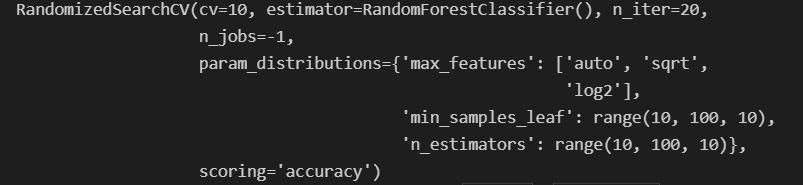 RandomizedSearchCV(cv=10, estimator=RandomForestClassifier(), n_iter=20,
                   n_jobs=-1,
                   param_distributions={'max_features': ['auto', 'sqrt',
                                                         'log2'],
                                        'min_samples_leaf': range(10, 100, 10),
                                        'n_estimators': range(10, 100, 10)},
                   scoring='accuracy')